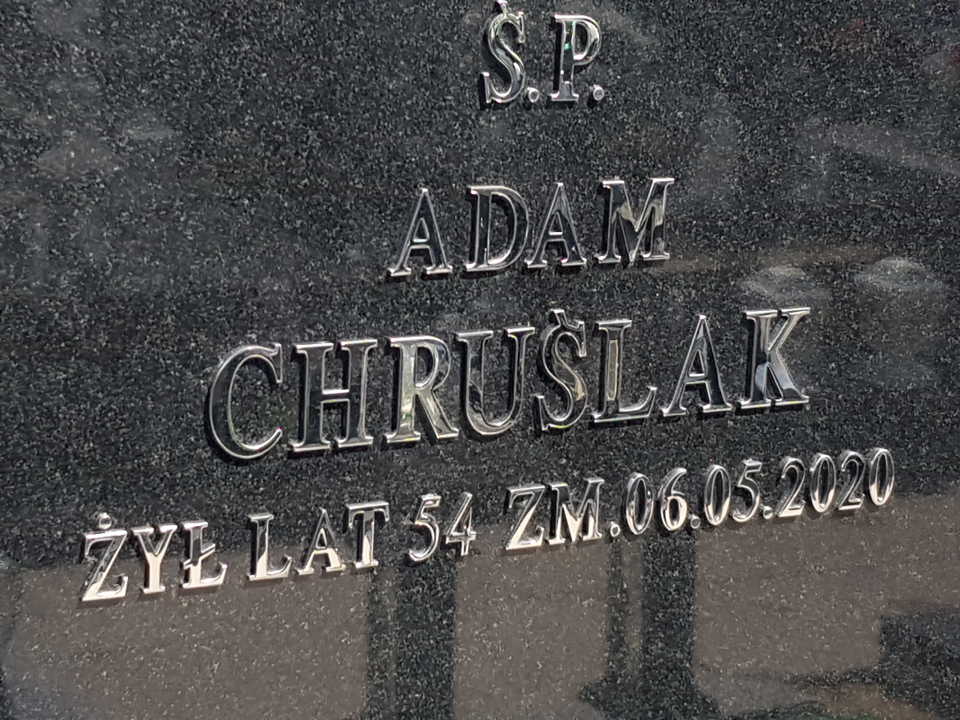 Ś.P.
ADAM
CHRUŚLAK
ŻYŁ LAT 54 ZM.06.05.2020